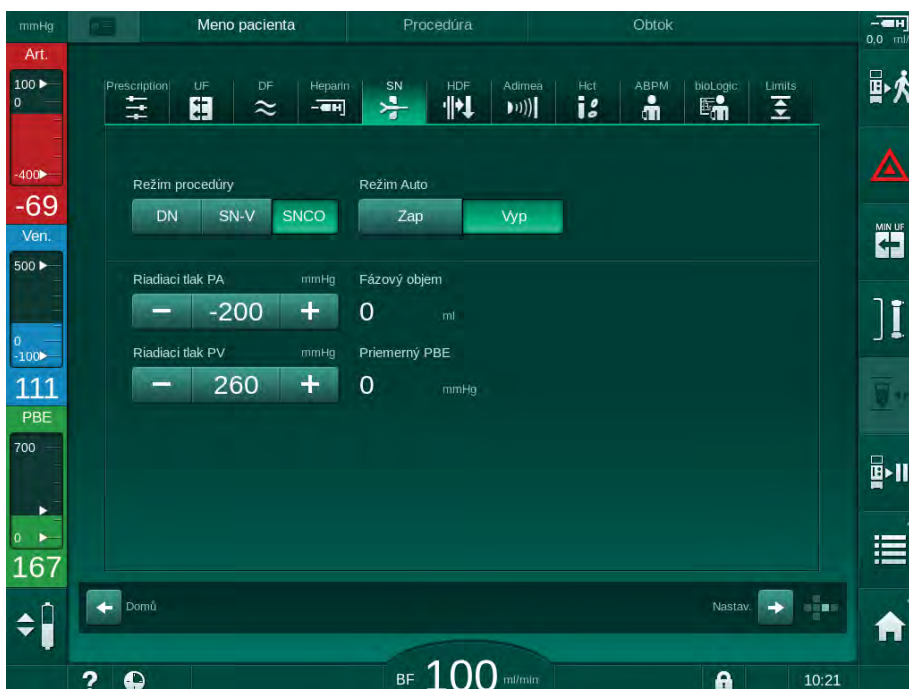 mmHg Meno pacienta Procedúra Obtok
0,0 ml/
Art.
100
0
-400
-69
Ven.
500
0
-100
111
PBE
700
0
167
Prescription UF DF Heparin SN HDF Adimea Hct ABPM bioLogic Limits
Režim procedúry Režim Auto
DN SN-V SNCO Zap Vyp
Riadiaci tlak PA mmHg Fázový objem
− -200 + 0 ml
Riadiaci tlak PV mmHg Priemerný PBE
− 260 + 0 mmHg
MIN UF
Domů Nastav.
? BF 100 ml/min 10:21